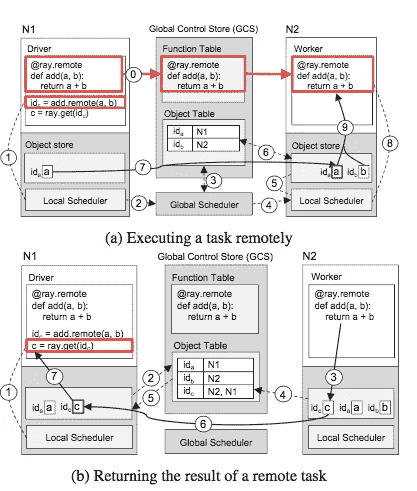 N1
Global Control Store (GCS)
N2
Driver
Function Table
Worker
@ray.remote
def add(a, b):
return a + b
0
@ray.remote
def add(a, b):
return a + b
@ray.remote
def add(a, b):
return a + b
id_c = add.remote(a, b)
c = ray.get(id_c)
Object Table
id_a N1
id_b N2
1
Object store
7
6
Object store
9
8
id_a a
3
5
id_a a id_b b
Local Scheduler
2
Global Scheduler
4
Local Scheduler
(a) Executing a task remotely
N1
Global Control Store (GCS)
N2
Driver
Function Table
Worker
@ray.remote
def add(a, b):
return a + b
@ray.remote
def add(a, b):
return a + b
@ray.remote
def add(a, b):
return a + b
id_c = add.remote(a, b)
c = ray.get(id_c)
Object Table
1
7
2
5
id_a N1
id_b N2
id_c N2, N1
3
4
id_a a id_c c
6
id_c c id_a a id_b b
Local Scheduler
Global Scheduler
Local Scheduler
(b) Returning the result of a remote task